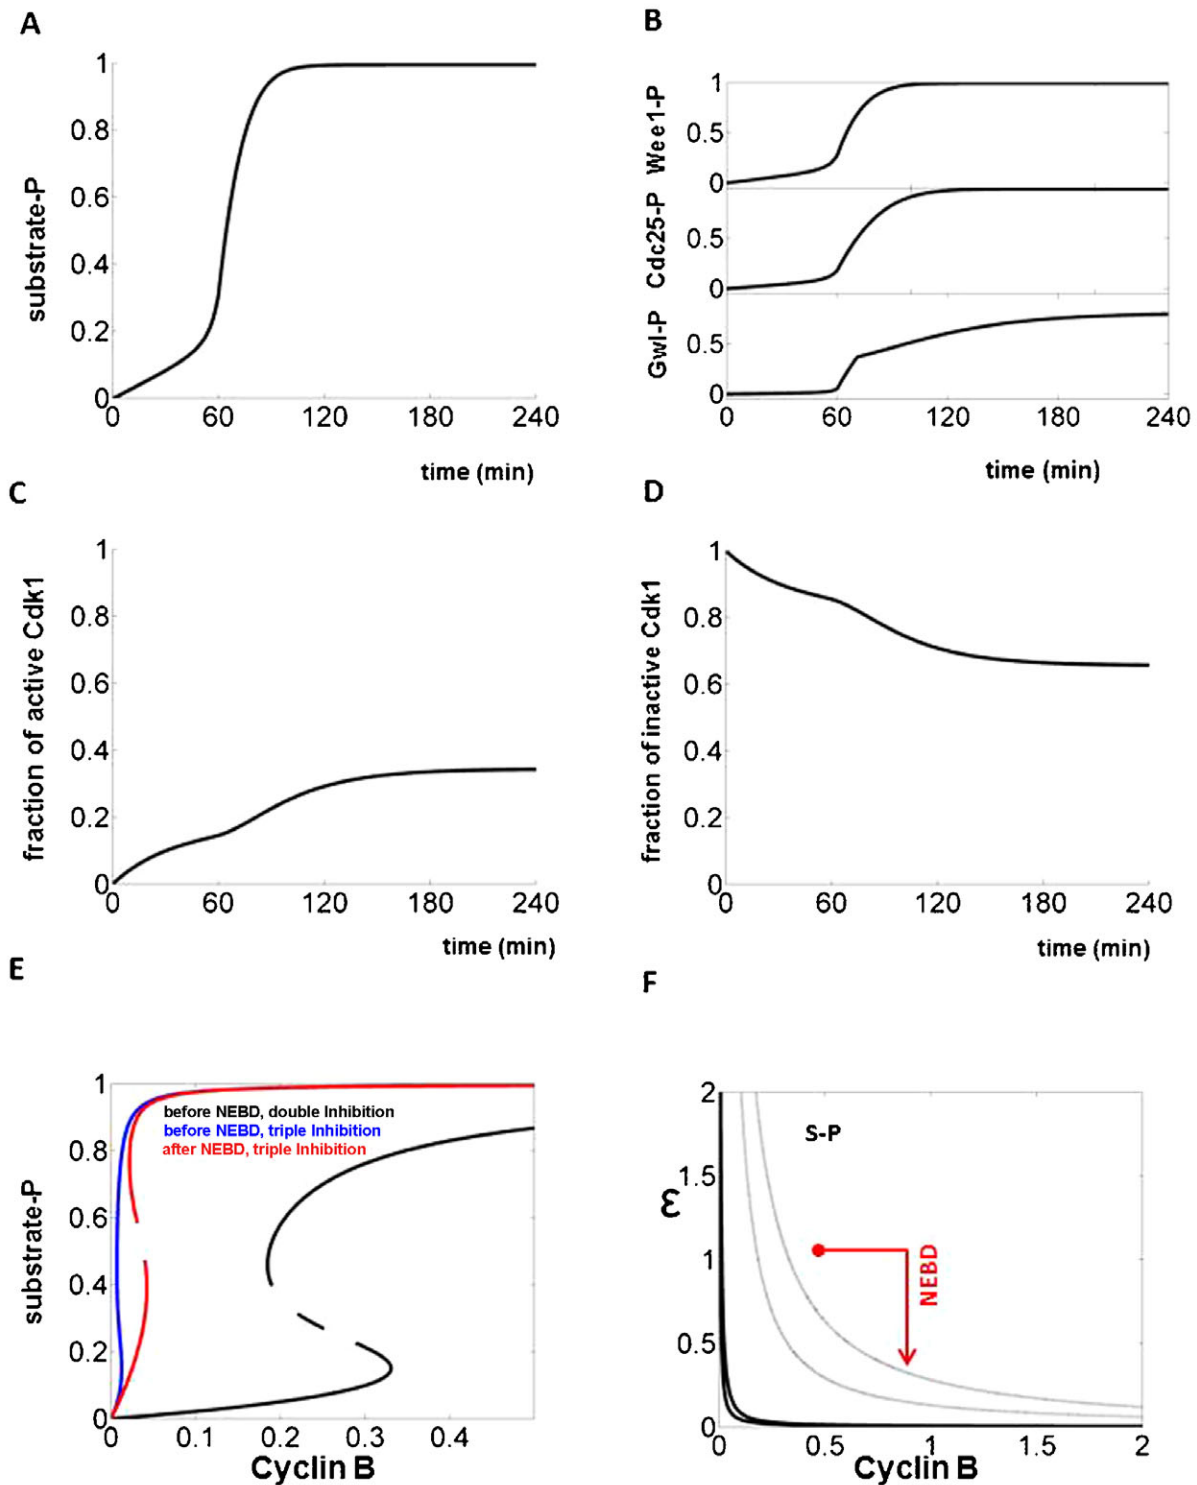 A
1
0.8
0.6
0.4
0.2
0
substrate-P
0 60 120 180 240
time (min)
B
1
0.5
0
Wee1-P
0.5
0
Cdc25-P
0.5
0
Gwl-P
0 60 120 180 240
time (min)
C
1
0.8
0.6
0.4
0.2
0
fraction of active Cdk1
0 60 120 180 240
time (min)
D
1
0.8
0.6
0.4
0.2
0
fraction of inactive Cdk1
0 60 120 180 240
time (min)
E
1
0.8
0.6
0.4
0.2
0
substrate-P
before NEBD, double Inhibition
before NEBD, triple Inhibition
after NEBD, triple Inhibition
0 0.1 0.2 0.3 0.4
Cyclin B
F
2
1.5
1
0.5
0
ε
S-P
NEBD
0 0.5 1 1.5 2
Cyclin B